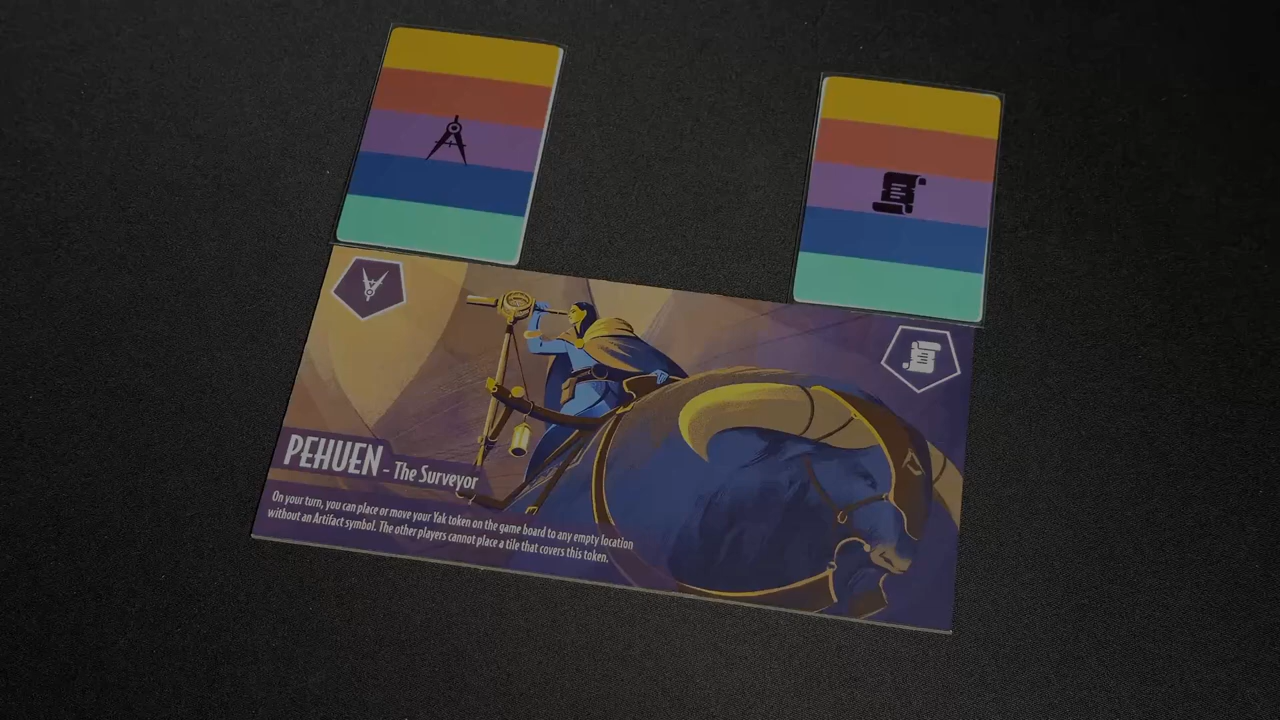 PEHUEN - The Surveyor
On your turn, you can place or move your Yak token on the game board to any empty location
without an Artifact symbol. The other players cannot place a tile that covers this token.